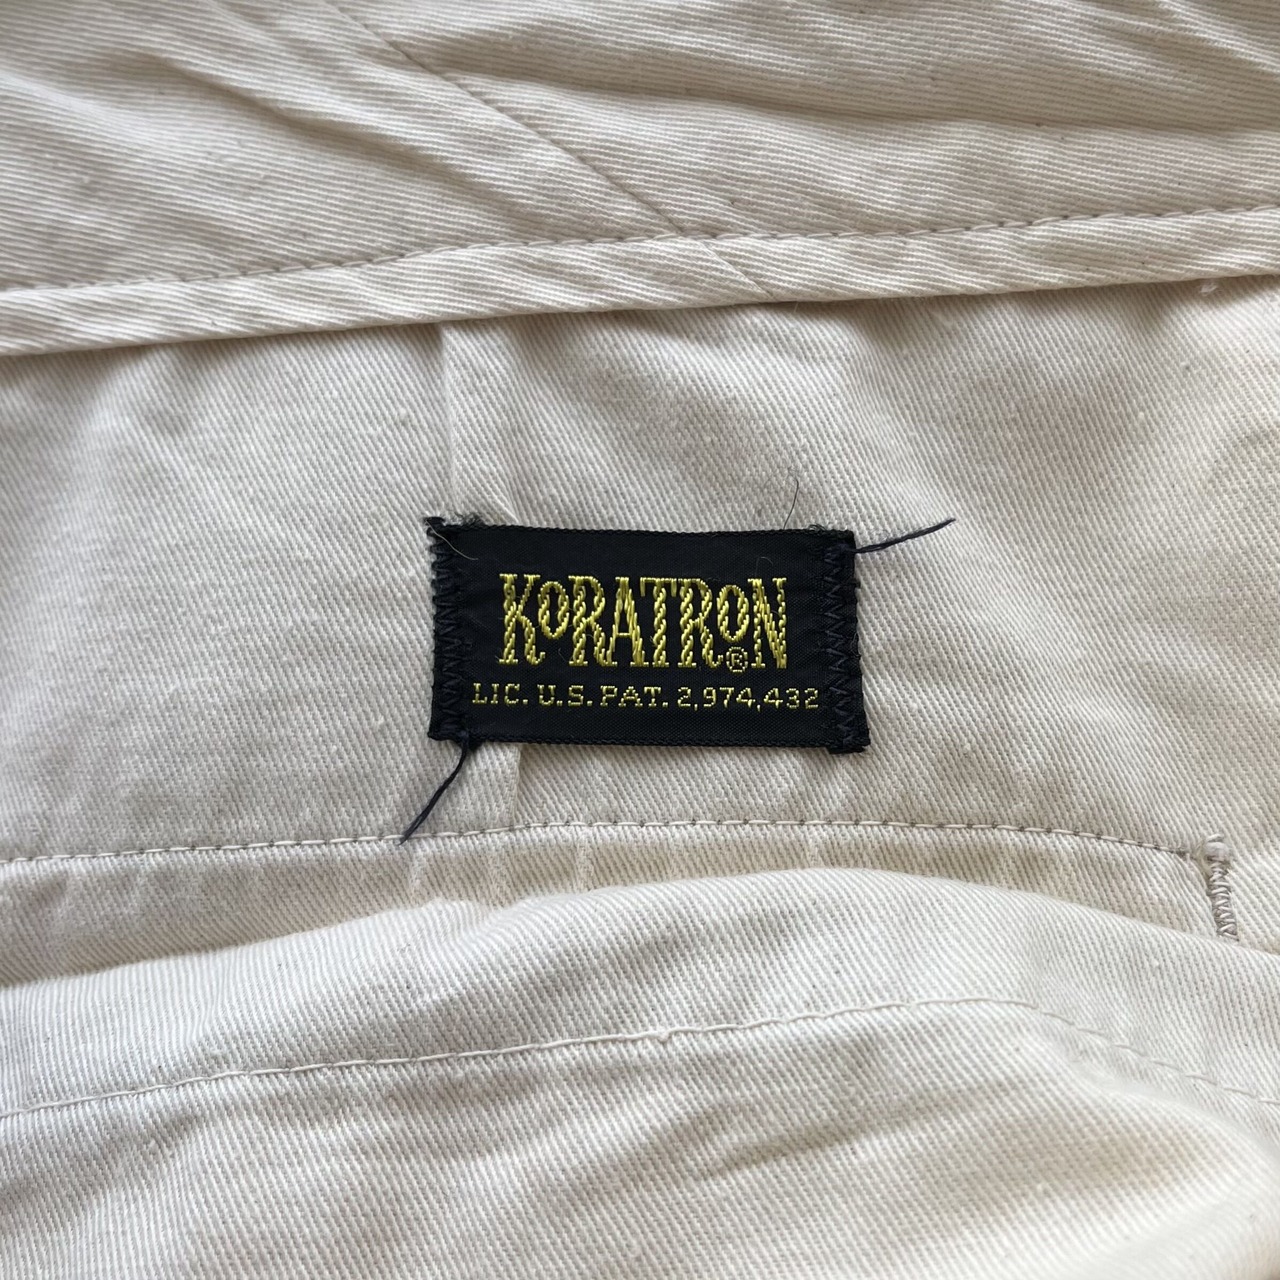 KORATRON®
LIC. U.S. PAT. 2,974,432